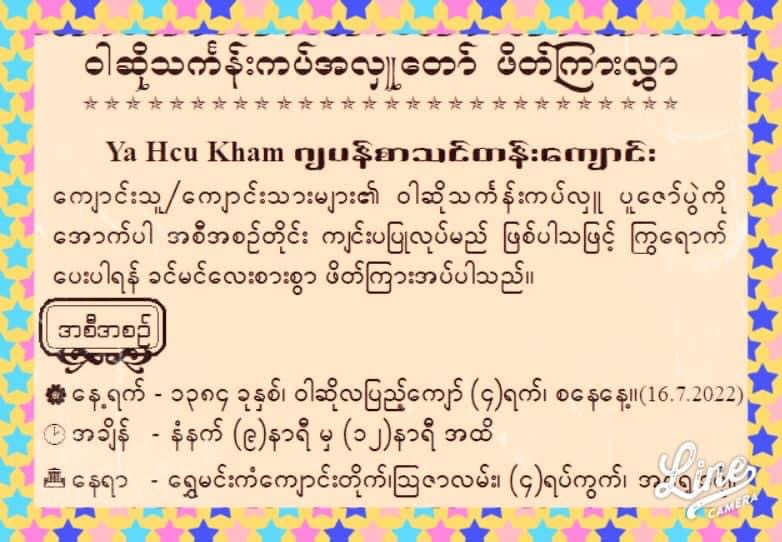 ဝါဆိုသင်္ကန်းကပ်အလှူတော် ဖိတ်ကြားလွှာ
Ya Hcu Kham ဂျပန်စာသင်တန်းကျောင်း
ကျောင်းသူ/ကျောင်းသားများ၏ ဝါဆိုသင်္ကန်းကပ်လှူ ပူဇော်ပွဲကို
အောက်ပါ အစီအစဉ်တိုင်း ကျင်းပပြုလုပ်မည် ဖြစ်ပါသဖြင့် ကြွရောက်
ပေးပါရန် ခင်မင်လေးစားစွာ ဖိတ်ကြားအပ်ပါသည်။
အစီအစဉ်
နေ့ရက် - ၁၃၈၄ ခုနှစ်၊ ဝါဆိုလပြည့်ကျော် (၄)ရက်၊ စနေနေ့။(16.7.2022)
အချိန် - နံနက် (၉)နာရီ မှ (၁၂)နာရီ အထိ
နေရာ - ရွှေမင်းကံကျောင်းတိုက်၊ဩဇာလမ်း၊ (၄)ရပ်ကွက်၊
Line
CAMERA